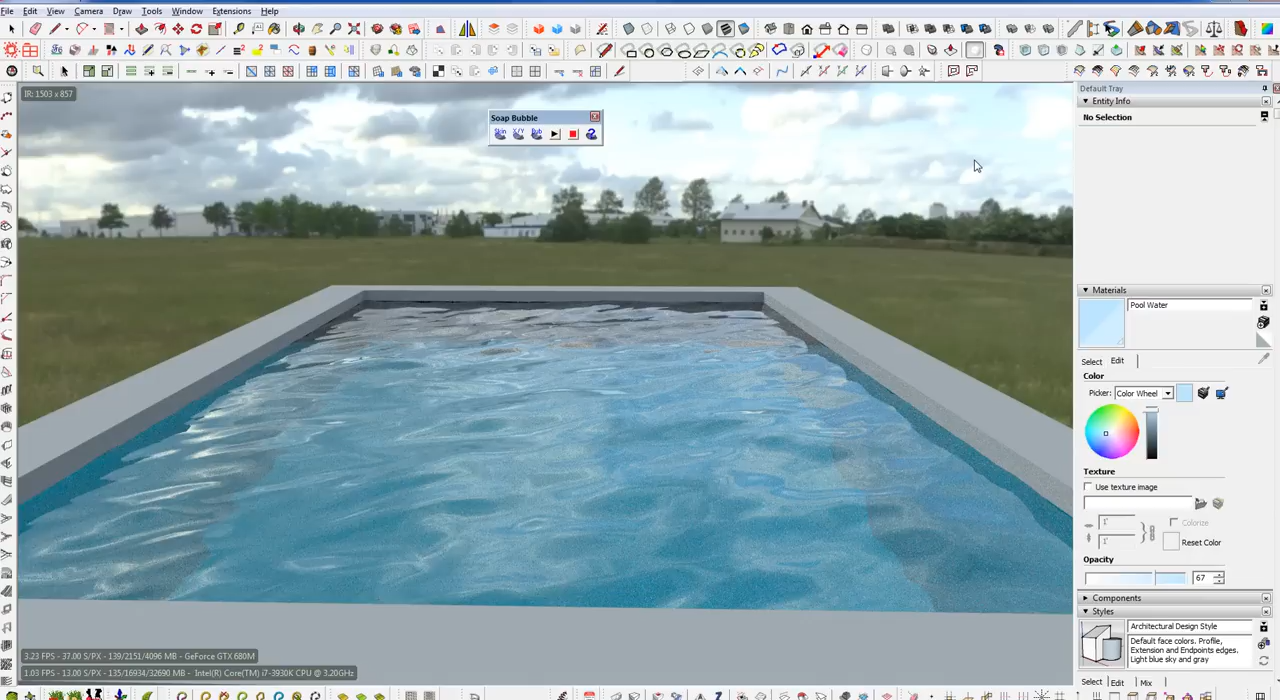 File Edit View Camera Draw Tools Window Extensions Help
IR: 1503 x 857
Default Tray
Entity Info
No Selection
Soap Bubble
Skin X/Y Bub
Materials
Pool Water
Select Edit
Color
Picker: Color Wheel
Texture
Use texture image
1'
Colorize
1'
Reset Color
Opacity
67
Components
Styles
Architectural Design Style
Default face colors. Profile,
Extension and Endpoints edges.
Light blue sky and gray
Select Edit Mix
3.23 FPS - 37.00 S/PX - 139/2151/4096 MB - GeForce GTX 680M
1.03 FPS - 13.00 S/PX - 135/16934/32690 MB - Intel(R) Core(TM) i7-3930K CPU @ 3.20GHz